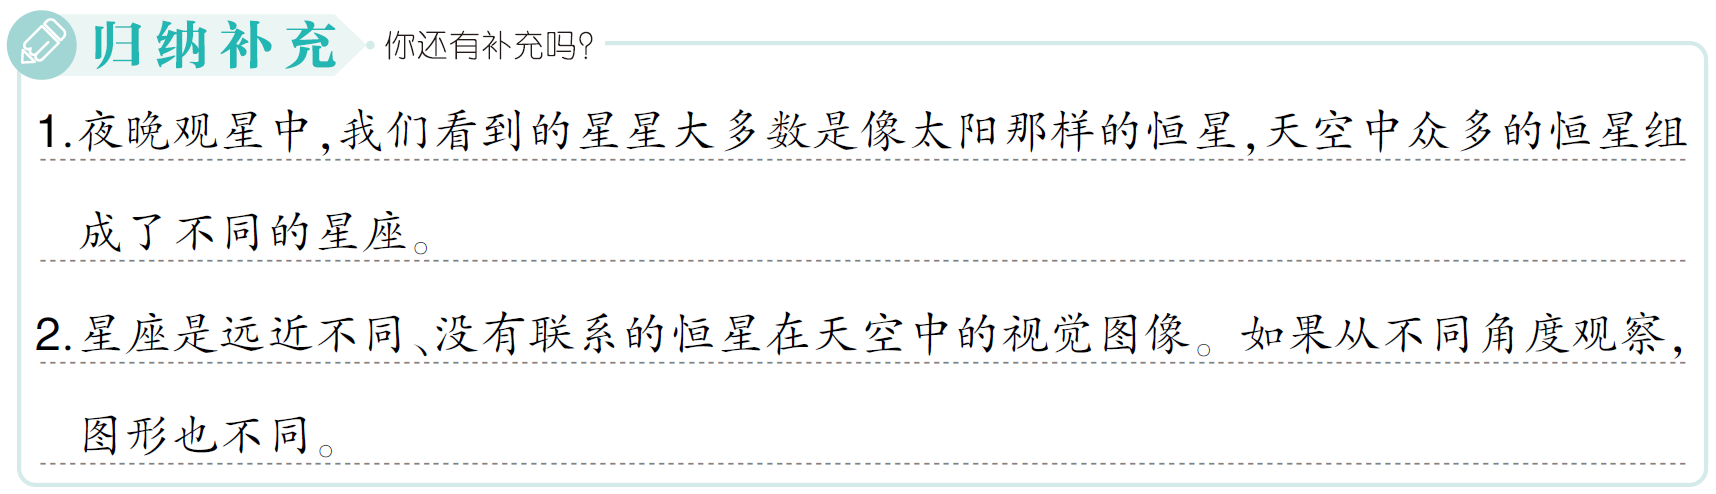 归纳补充 你还有补充吗？
1.夜晚观星中,我们看到的星星大多数是像太阳那样的恒星,天空中众多的恒星组
成了不同的星座。
2.星座是远近不同、没有联系的恒星在天空中的视觉图像。如果从不同角度观察,
图形也不同。